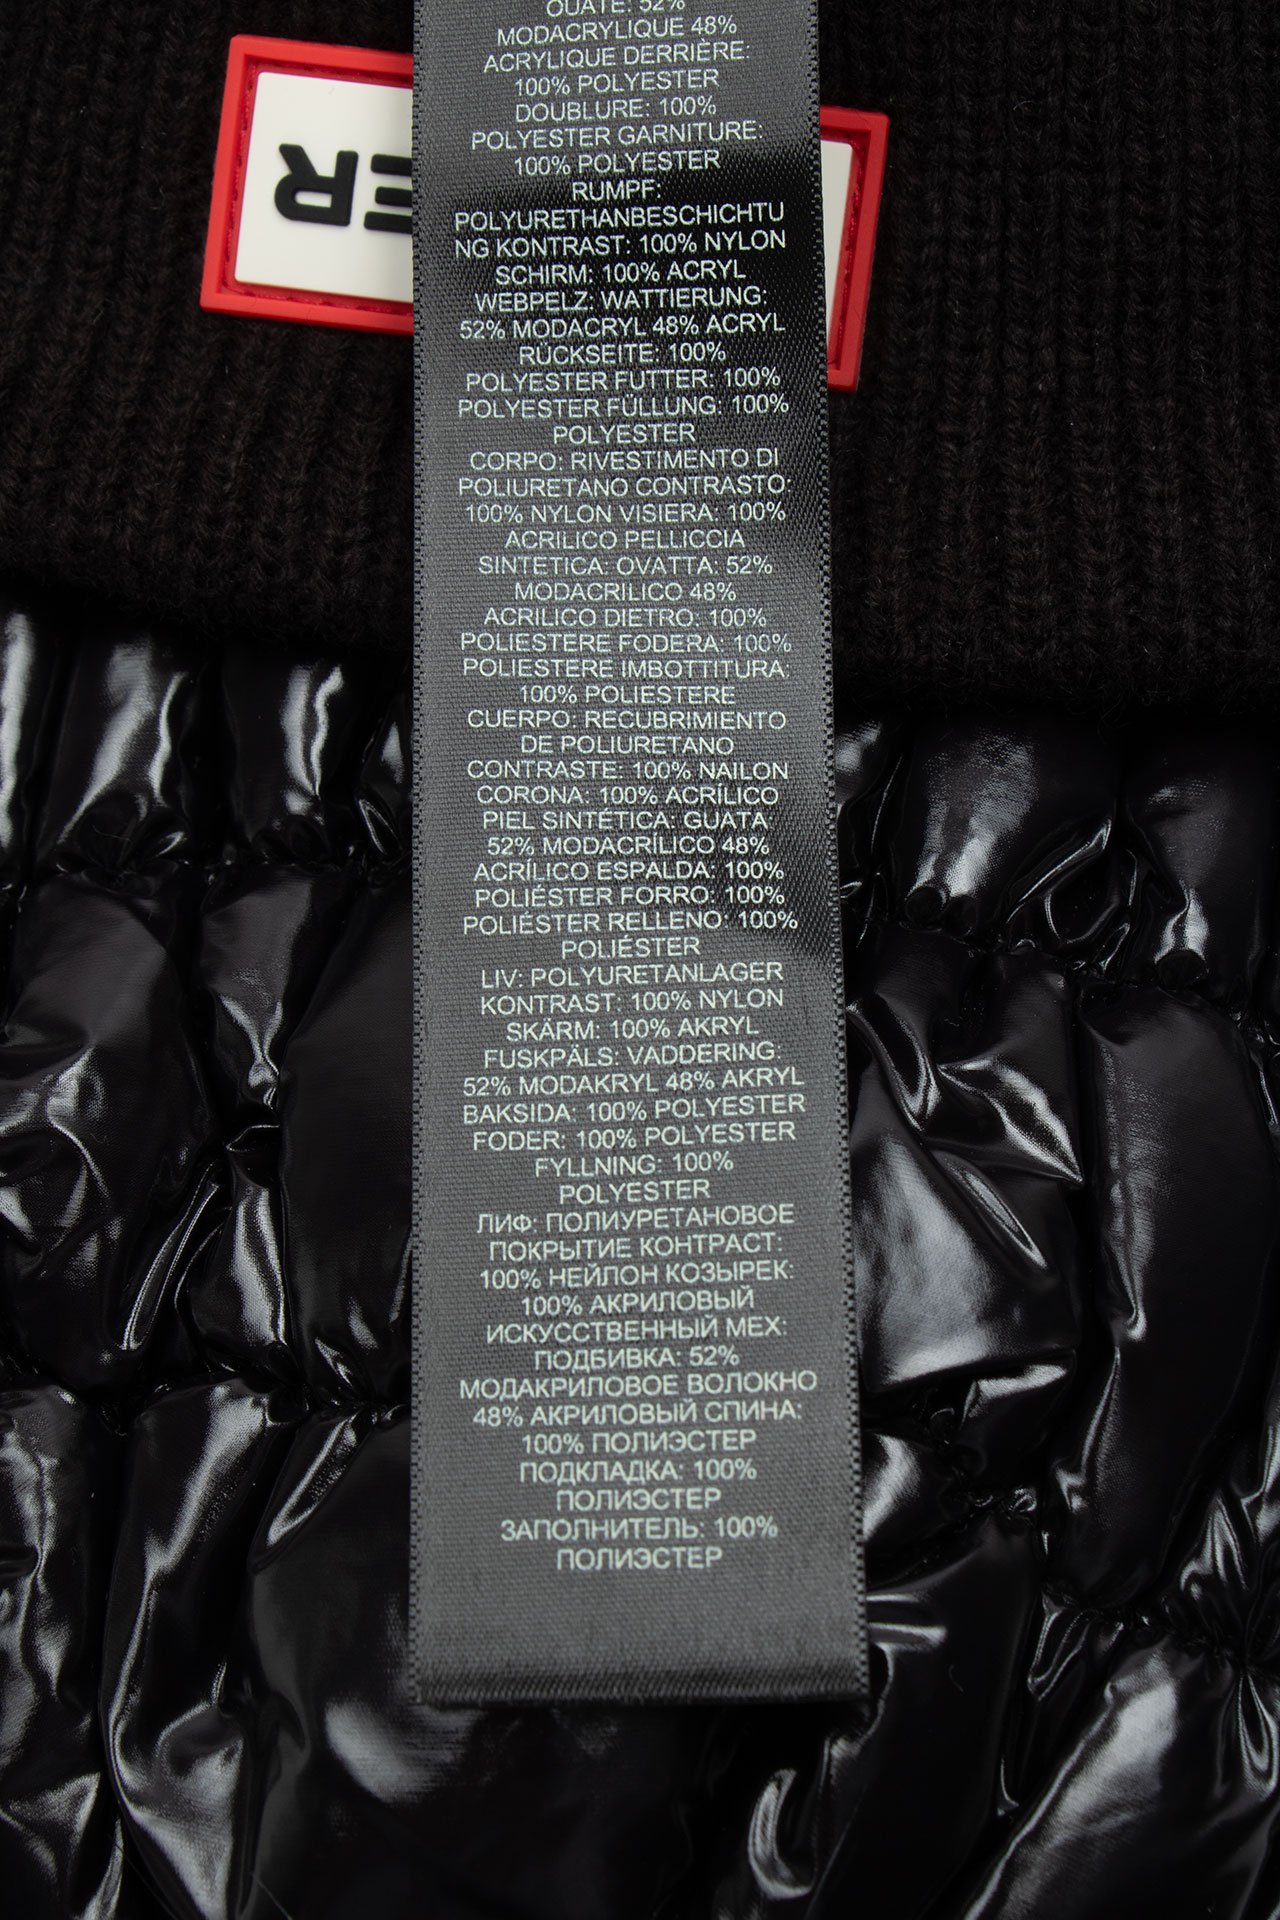 OUATE: 52%
MODACRYLIQUE 48%
ACRYLIQUE DERRIÈRE:
100% POLYESTER
DOUBLURE: 100%
POLYESTER GARNITURE:
100% POLYESTER
RUMPF:
POLYURETHANBESCHICHTU
NG KONTRAST: 100% NYLON
SCHIRM: 100% ACRYL
WEBPELZ: WATTIERUNG:
52% MODACRYL 48% ACRYL
RÜCKSEITE: 100%
POLYESTER FUTTER: 100%
POLYESTER FÜLLUNG: 100%
POLYESTER
CORPO: RIVESTIMENTO DI
POLIURETANO CONTRASTO:
100% NYLON VISIERA: 100%
ACRILICO PELLICCIA
SINTETICA: OVATTA: 52%
MODACRILICO 48%
ACRILICO DIETRO: 100%
POLIESTERE FODERA: 100%
POLIESTERE IMBOTTITURA:
100% POLIESTERE
CUERPO: RECUBRIMIENTO
DE POLIURETANO
CONTRASTE: 100% NAILON
CORONA: 100% ACRÍLICO
PIEL SINTÉTICA: GUATA
52% MODACRÍLICO 48%
ACRÍLICO ESPALDA: 100%
POLIÉSTER FORRO: 100%
POLIÉSTER RELLENO: 100%
POLIÉSTER
LIV: POLYURETANLAGER
KONTRAST: 100% NYLON
SKÄRM: 100% AKRYL
FUSKPÄLS: VADDERING:
52% MODAKRYL 48% AKRYL
BAKSIDA: 100% POLYESTER
FODER: 100% POLYESTER
FYLLNING: 100%
POLYESTER
ЛИФ: ПОЛИУРЕТАНОВОЕ
ПОКРЫТИЕ КОНТРАСТ:
100% НЕЙЛОН КОЗЫРЕК:
100% АКРИЛОВЫЙ
ИСКУССТВЕННЫЙ МЕХ:
ПОДБИВКА: 52%
МОДАКРИЛОВОЕ ВОЛОКНО
48% АКРИЛОВЫЙ СПИНА:
100% ПОЛИЭСТЕР
ПОДКЛАДКА: 100%
ПОЛИЭСТЕР
ЗАПОЛНИТЕЛЬ: 100%
ПОЛИЭСТЕР